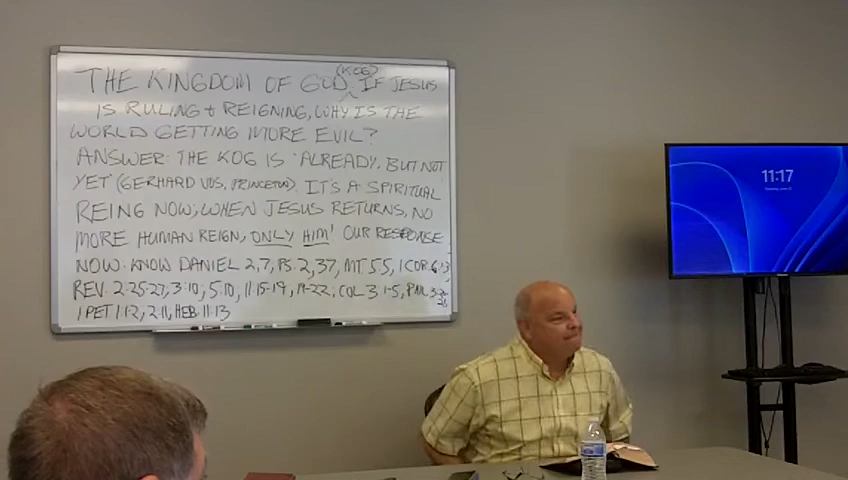 THE KINGDOM OF GOD (KOG). IF JESUS
IS RULING + REIGNING, WHY IS THE
WORLD GETTING MORE EVIL?
ANSWER: THE KOG IS "ALREADY, BUT NOT
YET" (GERHARD VOS, PRINCETON). IT'S A SPIRITUAL
REING NOW; WHEN JESUS RETURNS, NO
MORE HUMAN REIGN, ONLY HIM! OUR RESPONSE
NOW: KNOW DANIEL 2,7, PS. 2,37, MT 5:5, I COR 6:
REV. 2:25-27, 3:10, 5:10, 11:15-19, 19-22, COL 3:1-5, PHIL 3:20
1 PET 1:12, 2:11, HEB 11:13
11:17